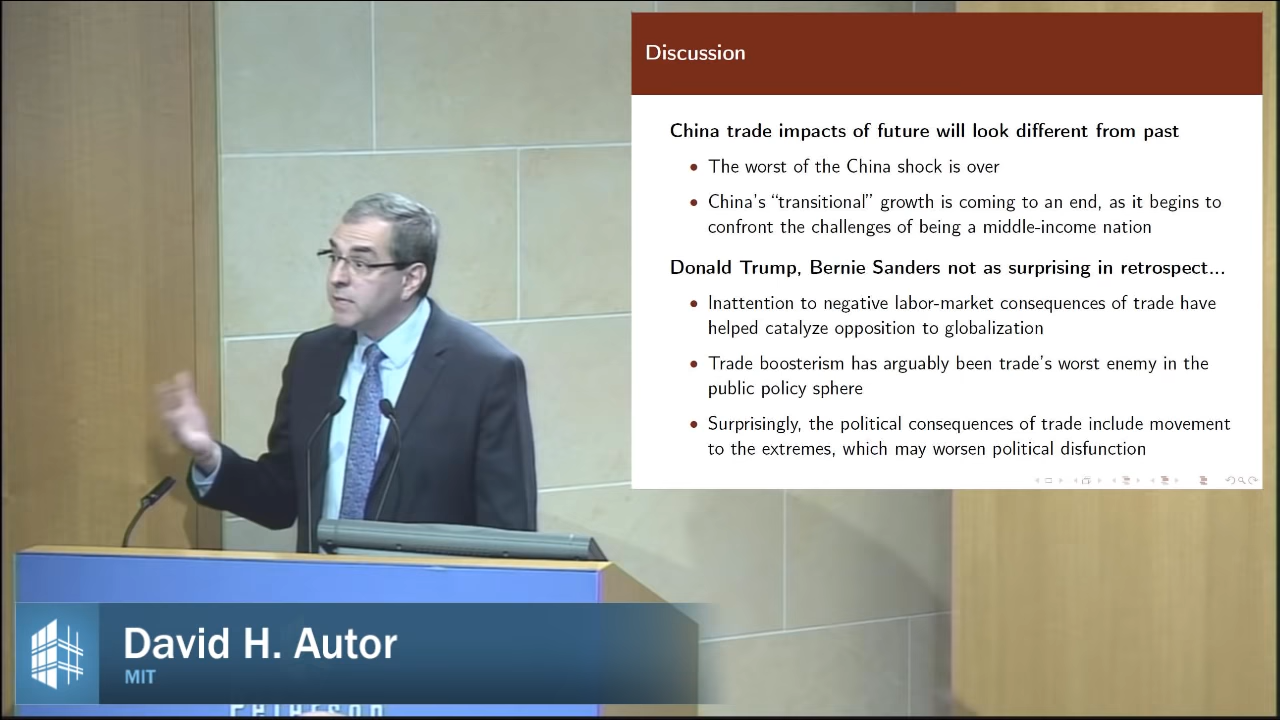 Discussion
China trade impacts of future will look different from past
• The worst of the China shock is over
• China's “transitional” growth is coming to an end, as it begins to
confront the challenges of being a middle-income nation
Donald Trump, Bernie Sanders not as surprising in retrospect...
• Inattention to negative labor-market consequences of trade have
helped catalyze opposition to globalization
• Trade boosterism has arguably been trade's worst enemy in the
public policy sphere
• Surprisingly, the political consequences of trade include movement
to the extremes, which may worsen political disfunction
David H. Autor
MIT